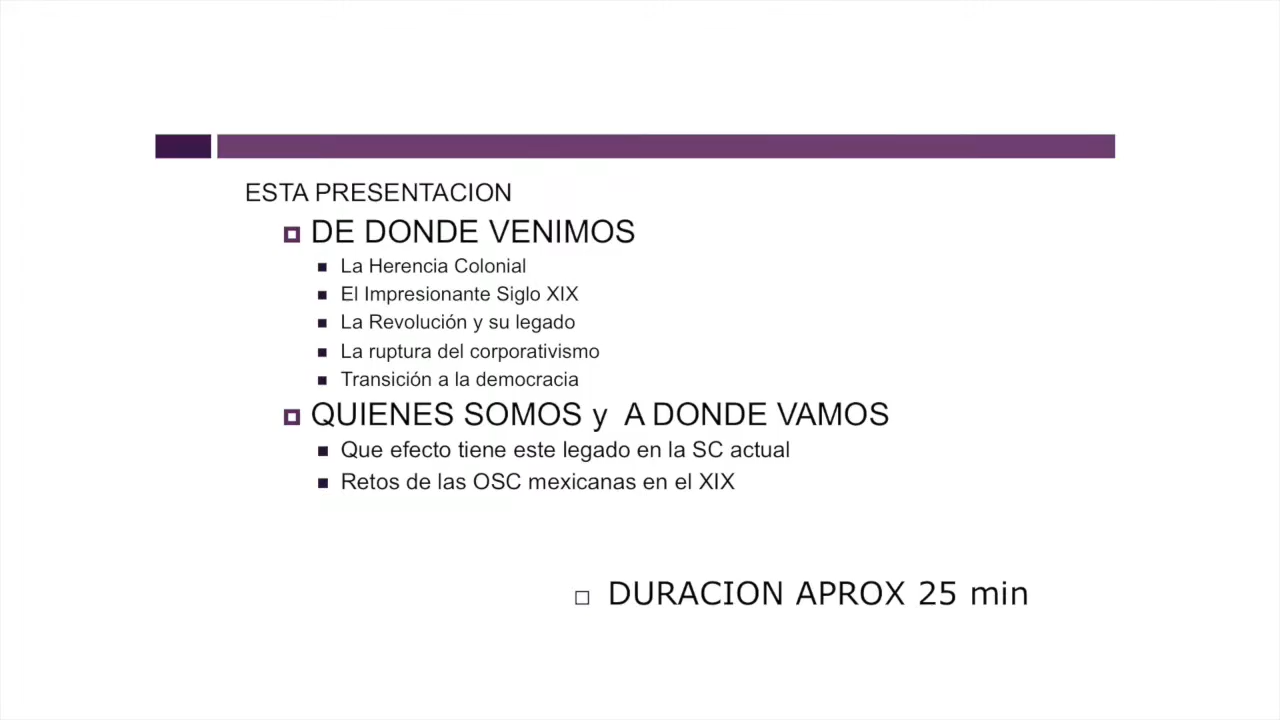 ESTA PRESENTACION
DE DONDE VENIMOS
La Herencia Colonial
El Impresionante Siglo XIX
La Revolución y su legado
La ruptura del corporativismo
Transición a la democracia
QUIENES SOMOS y A DONDE VAMOS
Que efecto tiene este legado en la SC actual
Retos de las OSC mexicanas en el XIX
DURACION APROX 25 min